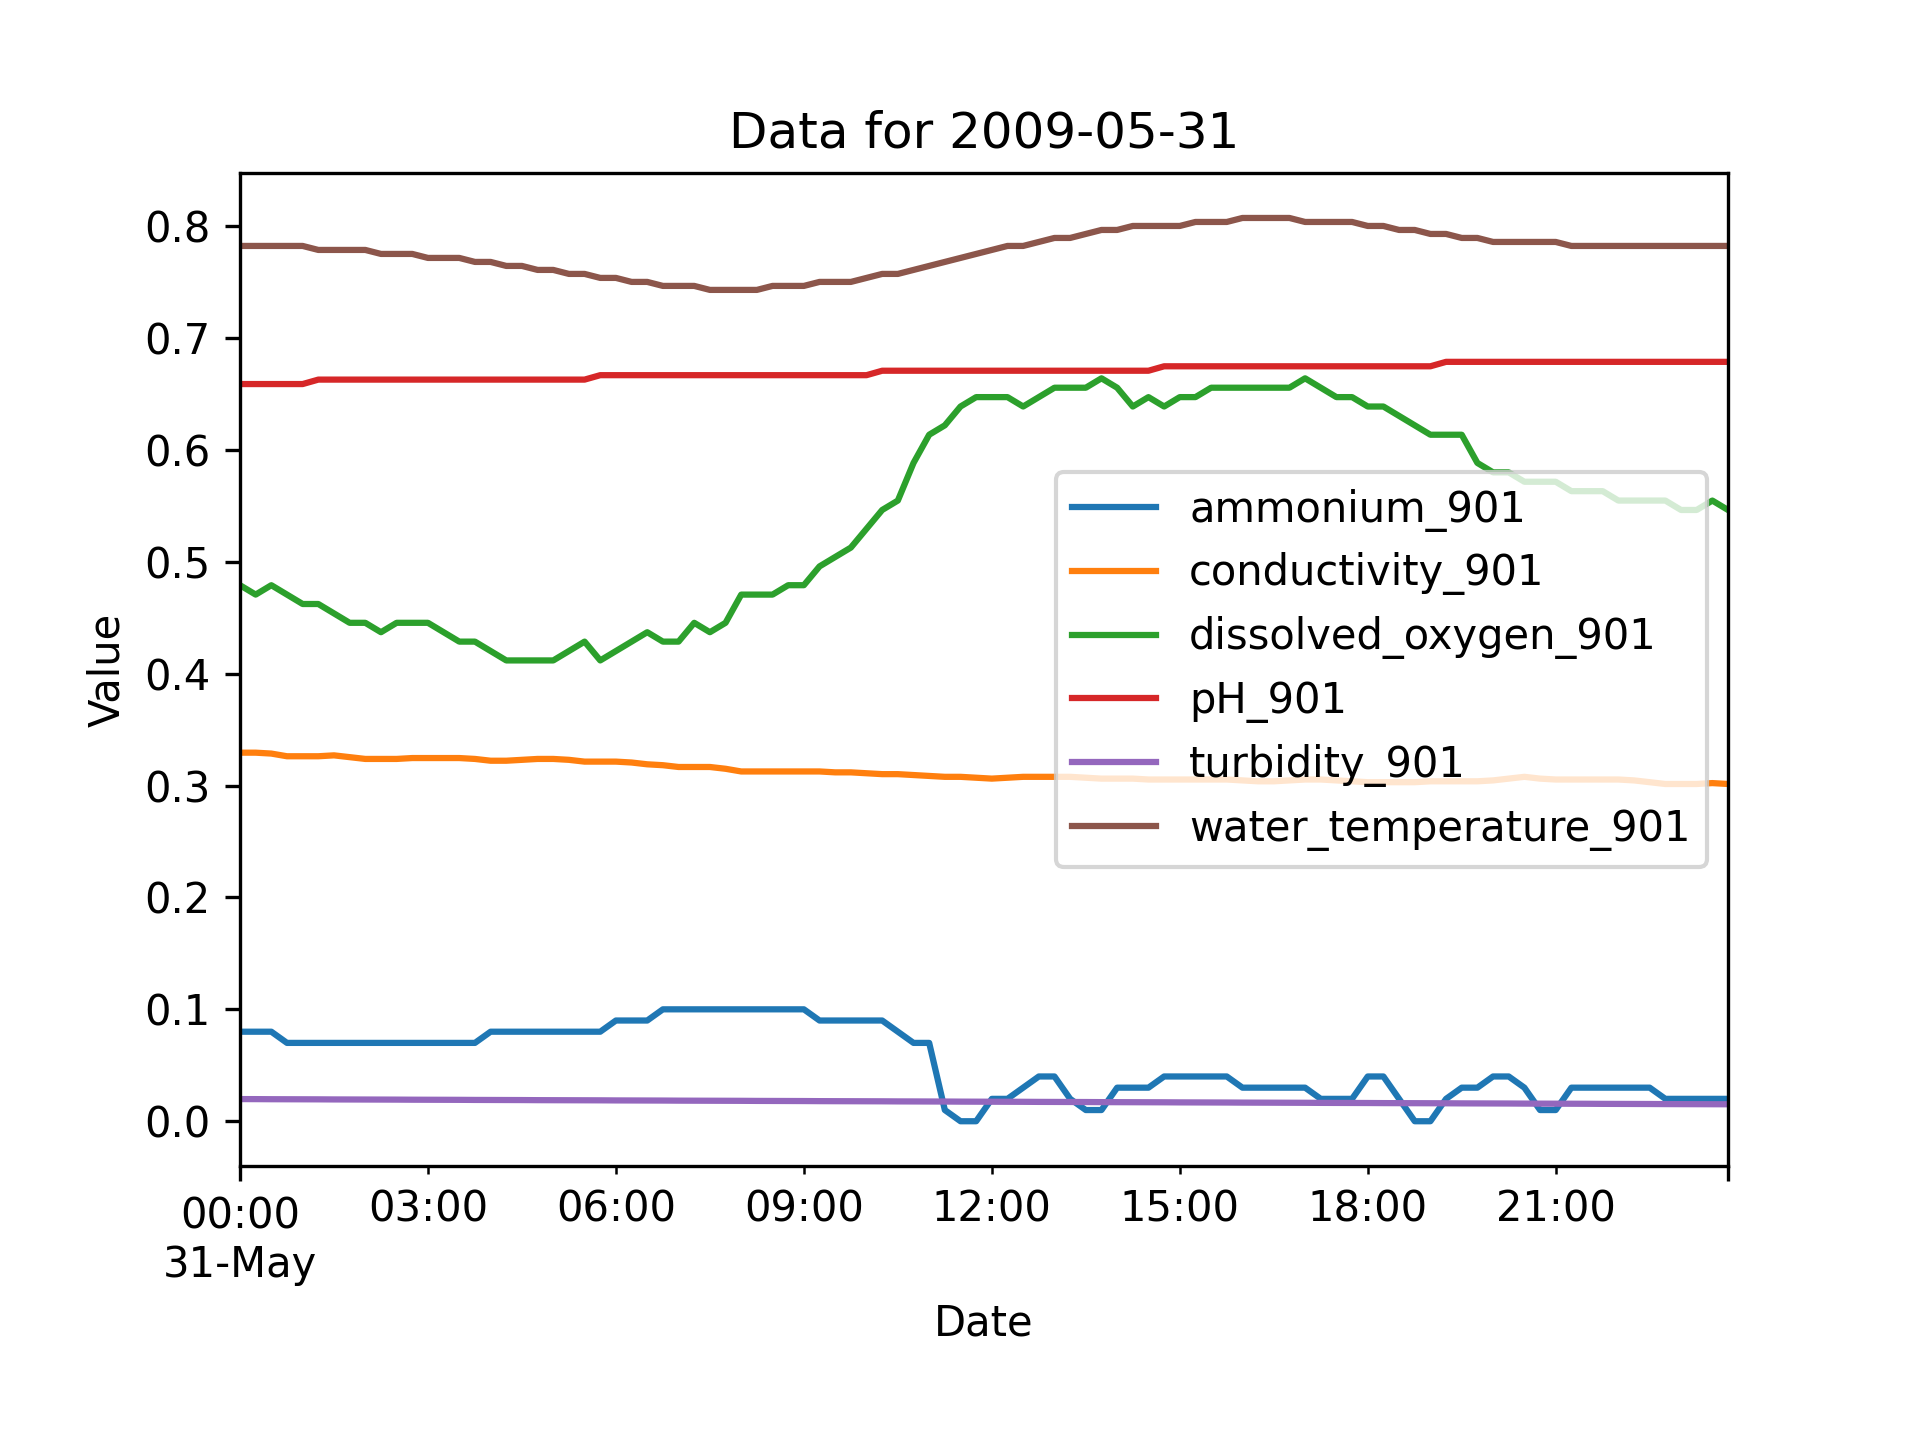 Data for 2009-05-31
Value
0.8
0.7
0.6
0.5
0.4
0.3
0.2
0.1
0.0
ammonium_901
conductivity_901
dissolved_oxygen_901
pH_901
turbidity_901
water_temperature_901
00:00 03:00 06:00 09:00 12:00 15:00 18:00 21:00
31-May
Date